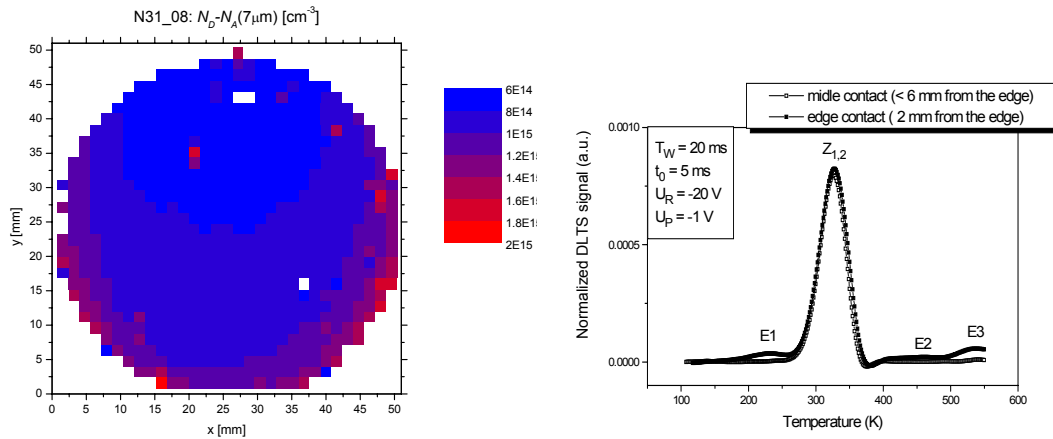 N31_08: N_D-N_A(7μm) [cm⁻³]
50
45
40
35
30
25
20
15
10
5
0
y [mm]
0 5 10 15 20 25 30 35 40 45 50
x [mm]
6E14
8E14
1E15
1.2E15
1.4E15
1.6E15
1.8E15
2E15
midle contact (< 6 mm from the edge)
edge contact ( 2 mm from the edge)
0.0010
0.0005
0.0000
Normalized DLTS signal (a.u.)
T_W = 20 ms
t_0 = 5 ms
U_R = -20 V
U_P = -1 V
Z_1,2
E1
E2
E3
100 200 300 400 500 600
Temperature (K)